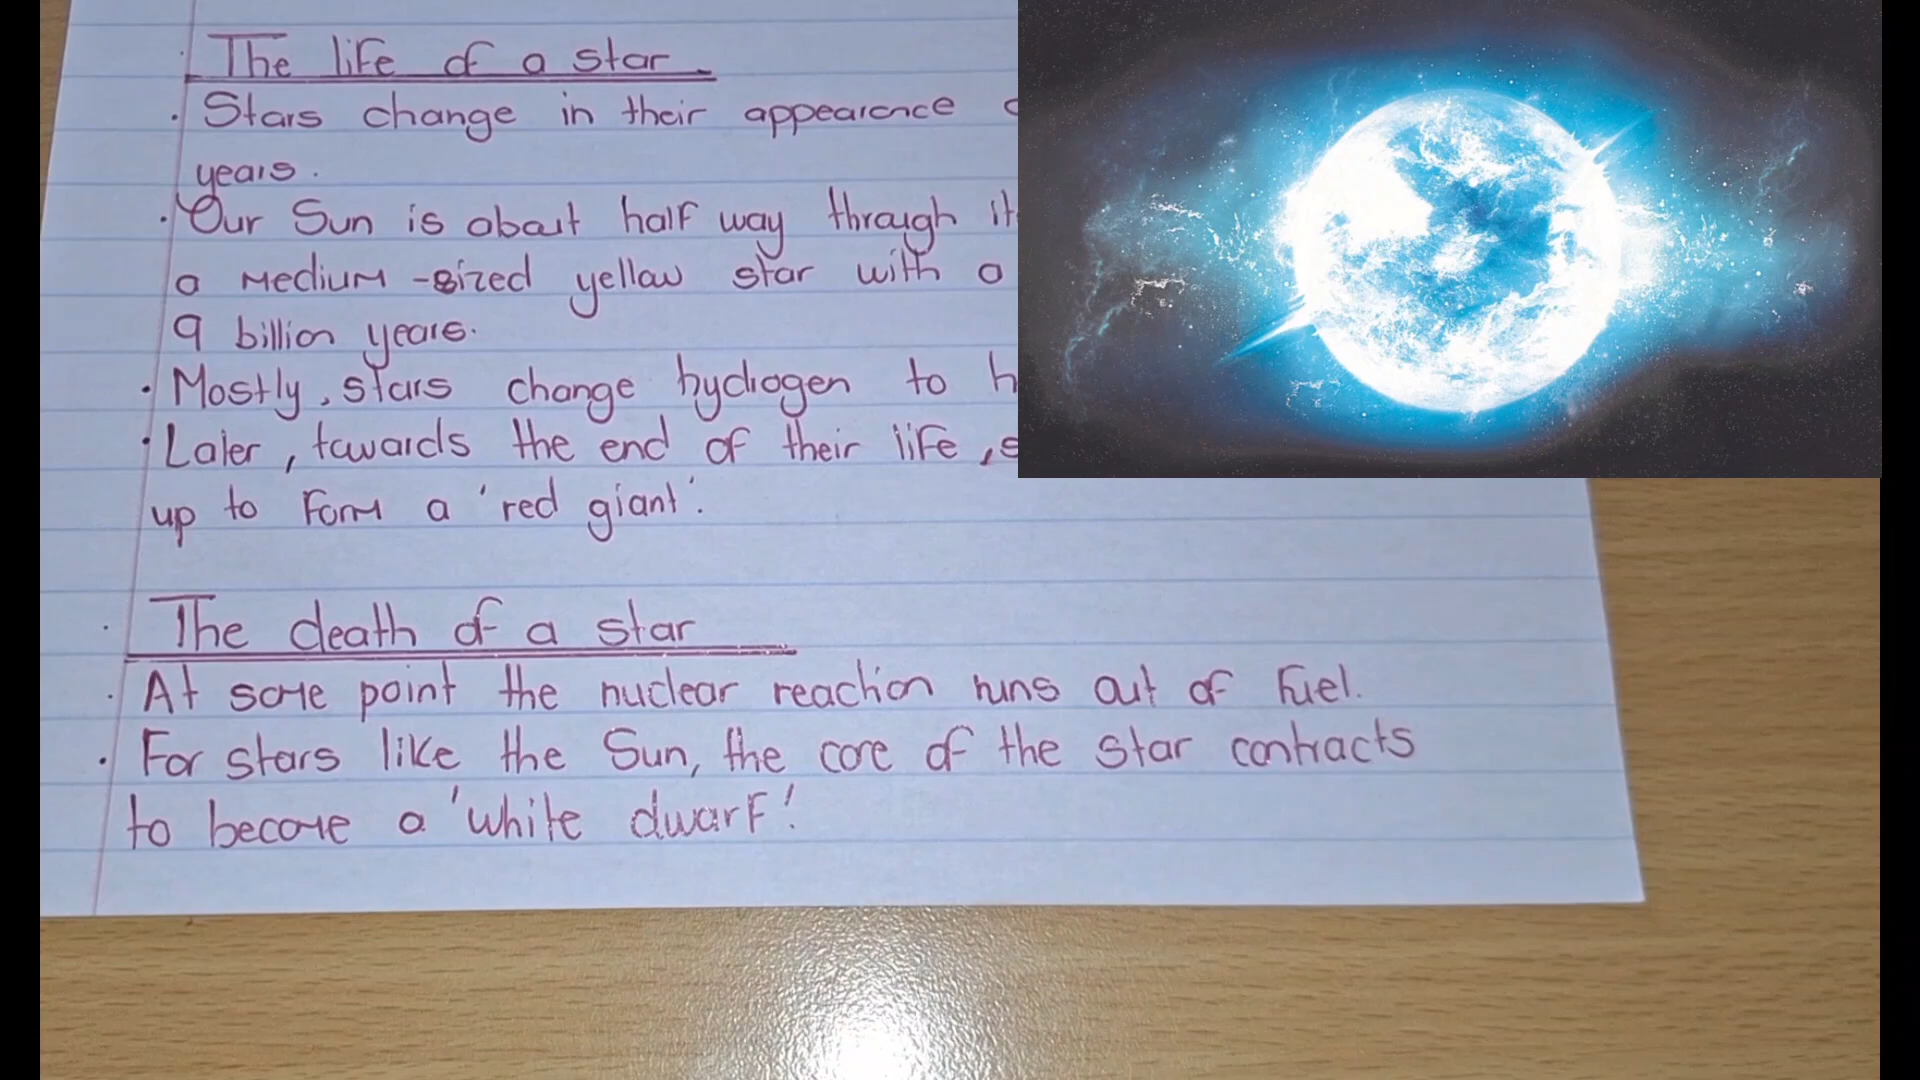 The life of a star
. Stars change in their appearence
years.
. Our Sun is about half way through
a medium-sized yellow star with a
9 billion years.
. Mostly, stars change hydrogen to
. Later, towards the end of their life,
up to form a 'red giant'.
The death of a star
. At some point the nuclear reaction runs out of fuel.
. For stars like the Sun, the core of the star contracts
to become a 'white dwarf'.